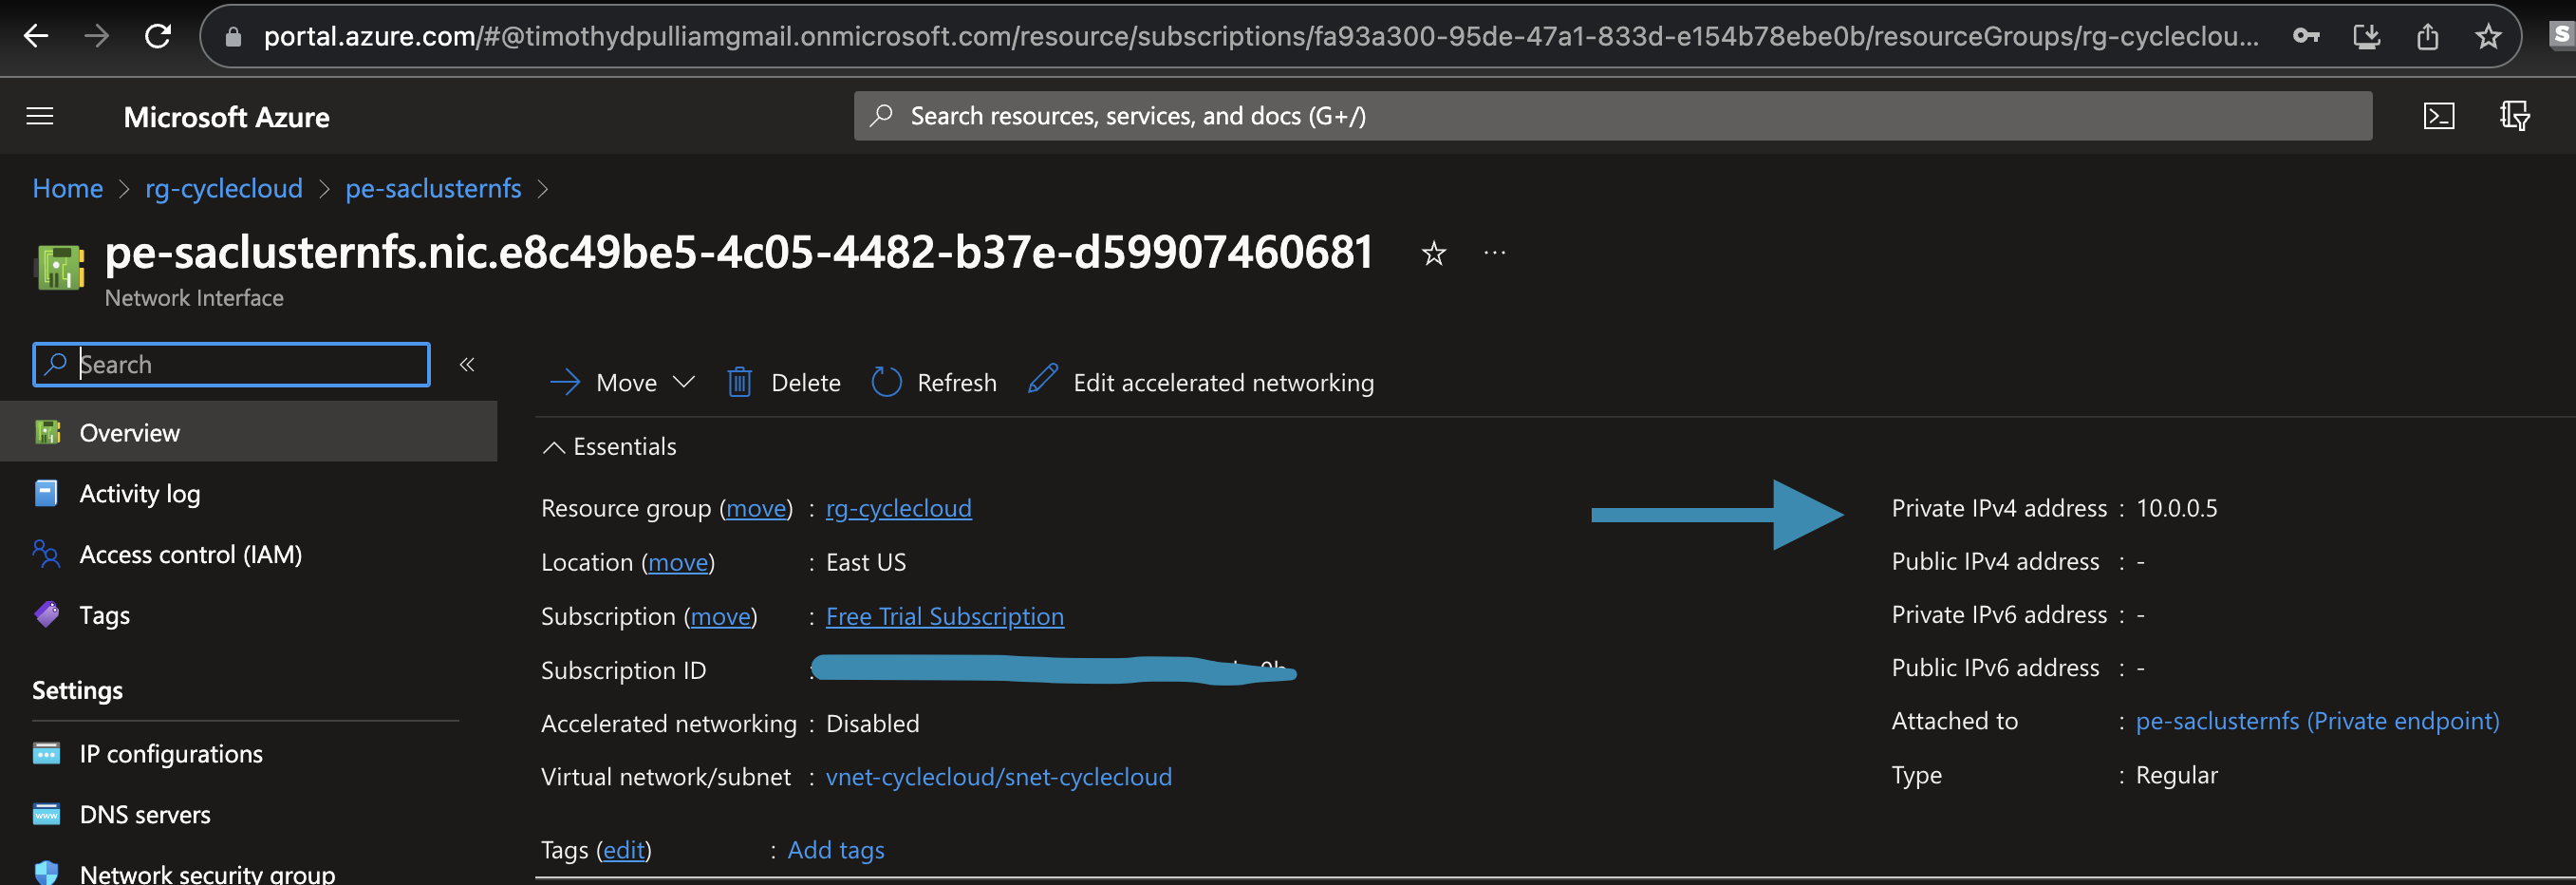 portal.azure.com/#@timothydpulliamgmail.onmicrosoft.com/resource/subscriptions/fa93a300-95de-47a1-833d-e154b78ebe0b/resourceGroups/rg-cycleclou...
S
Microsoft Azure
Search resources, services, and docs (G+/)
Home > rg-cyclecloud > pe-saclusternfs >
pe-saclusternfs.nic.e8c49be5-4c05-4482-b37e-d59907460681
Network Interface
Search
Overview
Activity log
Access control (IAM)
Tags
Settings
IP configurations
DNS servers
Network security group
Move
Delete
Refresh
Edit accelerated networking
Essentials
Resource group (move) : rg-cyclecloud
Location (move) : East US
Subscription (move) : Free Trial Subscription
Subscription ID :
Accelerated networking : Disabled
Virtual network/subnet : vnet-cyclecloud/snet-cyclecloud
Tags (edit) : Add tags
Private IPv4 address : 10.0.0.5
Public IPv4 address : -
Private IPv6 address : -
Public IPv6 address : -
Attached to : pe-saclusternfs (Private endpoint)
Type : Regular